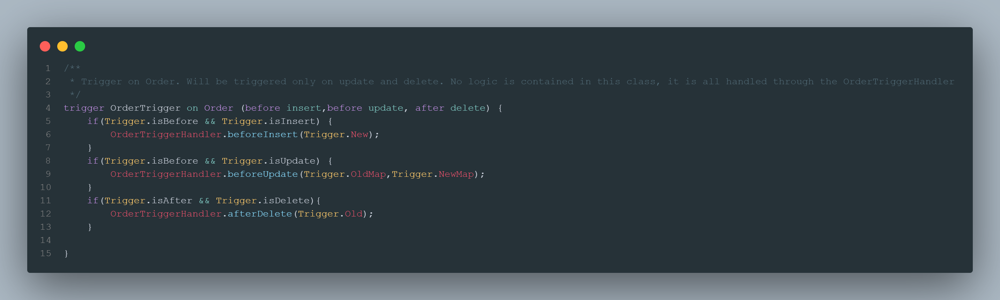 1 /**
2  * Trigger on Order. Will be triggered only on update and delete. No logic is contained in this class, it is all handled through the OrderTriggerHandler
3  */
4 trigger OrderTrigger on Order (before insert,before update, after delete) {
5     if(Trigger.isBefore && Trigger.isInsert) {
6         OrderTriggerHandler.beforeInsert(Trigger.New);
7     }
8     if(Trigger.isBefore && Trigger.isUpdate) {
9         OrderTriggerHandler.beforeUpdate(Trigger.OldMap,Trigger.NewMap);
10     }
11     if(Trigger.isAfter && Trigger.isDelete){
12         OrderTriggerHandler.afterDelete(Trigger.Old);
13     }
14
15 }